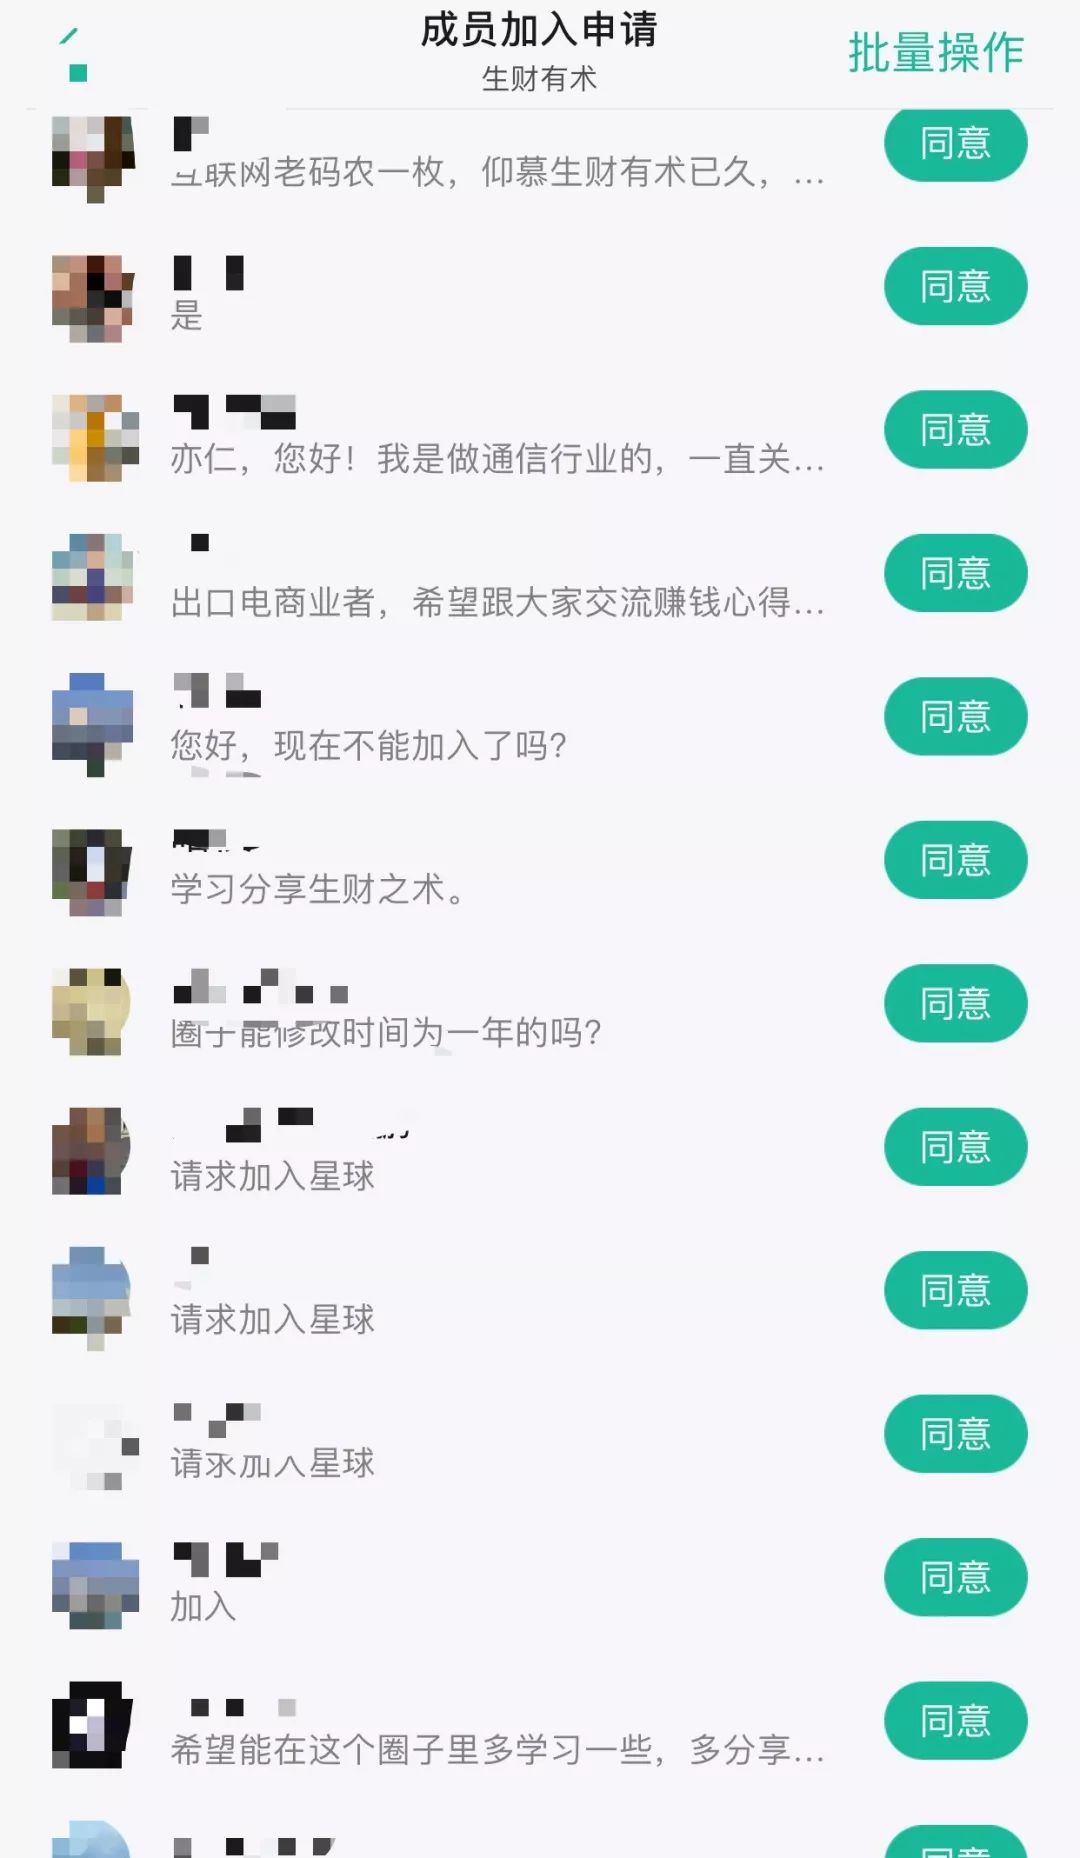 成员加入申请
生财有术
批量操作
互联网老码农一枚，仰慕生财有术已久，...
同意
是
同意
亦仁，您好！我是做通信行业的，一直关...
同意
出口电商业者，希望跟大家交流赚钱心得...
同意
您好，现在不能加入了吗？
同意
学习分享生财之术。
同意
圈子能修改时间为一年的吗？
同意
请求加入星球
同意
请求加入星球
同意
请求加入星球
同意
加入
同意
希望能在这个圈子里多学习一些，多分享...
同意
同意